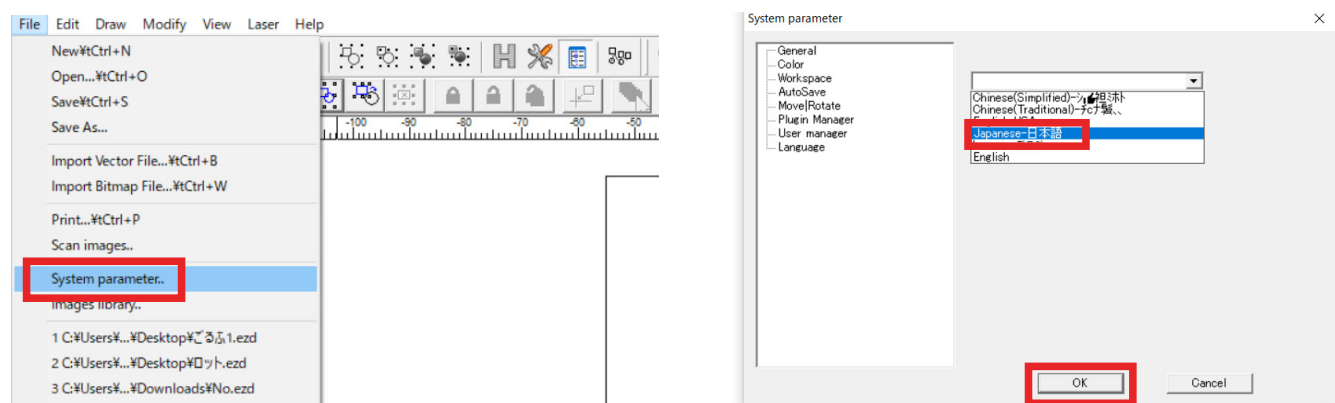 File Edit Draw Modify View Laser Help
New¥tCtrl+N
Open...¥tCtrl+O
Save¥tCtrl+S
Save As...
Import Vector File...¥tCtrl+B
Import Bitmap File...¥tCtrl+W
Print...¥tCtrl+P
Scan images..
System parameter..
Images library..
1 C:¥Users¥...¥Desktop¥ごるふ1.ezd
2 C:¥Users¥...¥Desktop¥ロット.ezd
3 C:¥Users¥...¥Downloads¥No.ezd
-100 -90 -80 -70 -60 -50
System parameter
General
Color
Workspace
AutoSave
Move|Rotate
Plugin Manager
User manager
Language
Chinese(Simplified)-
Chinese(Traditional)-
Japanese-日本語
English
OK Cancel